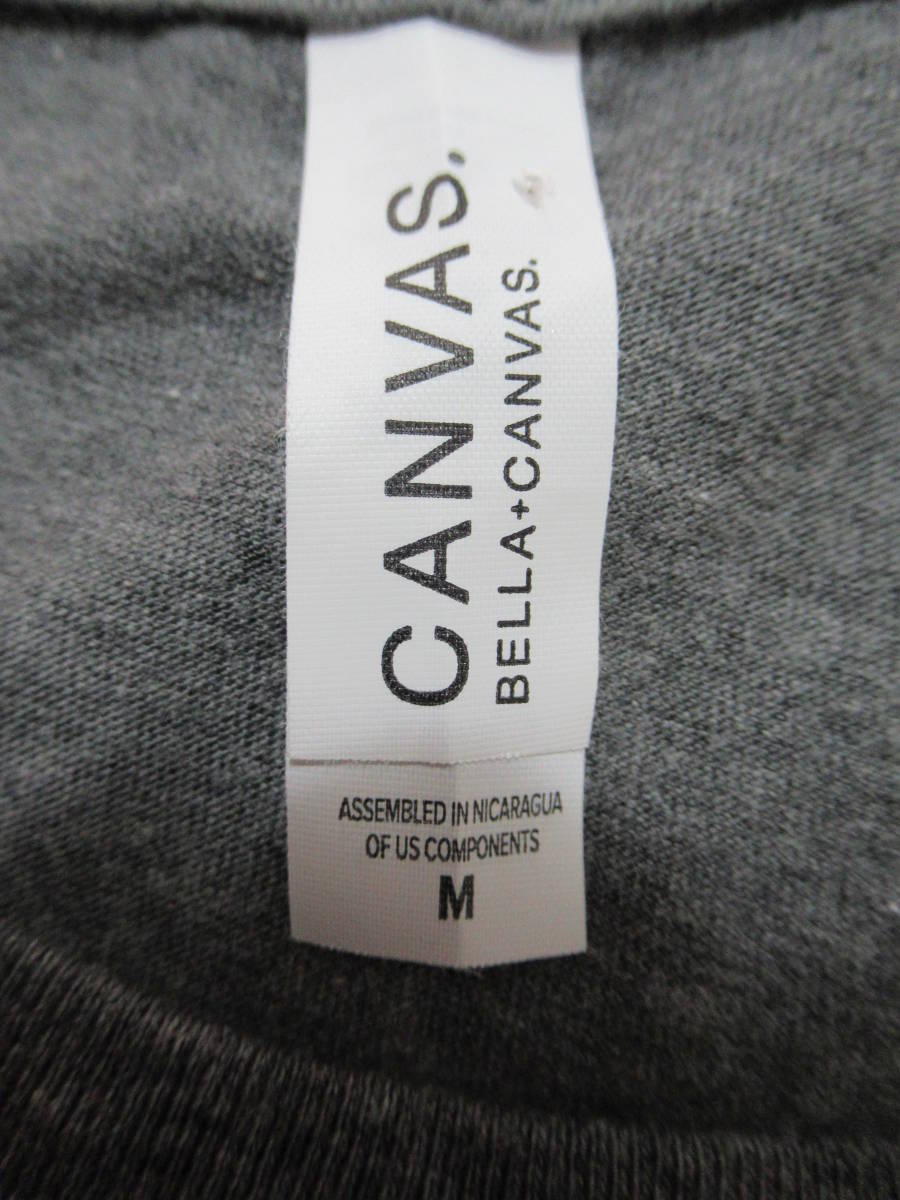 CANVAS.
BELLA+CANVAS.
ASSEMBLED IN NICARAGUA
OF US COMPONENTS
M